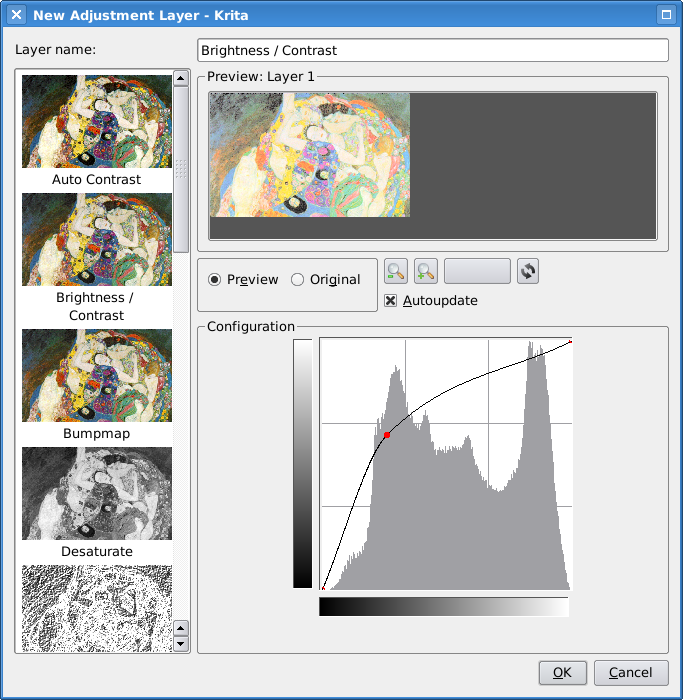 New Adjustment Layer - Krita
Layer name:
Brightness / Contrast
Auto Contrast
Brightness /
Contrast
Bumpmap
Desaturate
Preview: Layer 1
Preview
Original
Autoupdate
Configuration
OK
Cancel